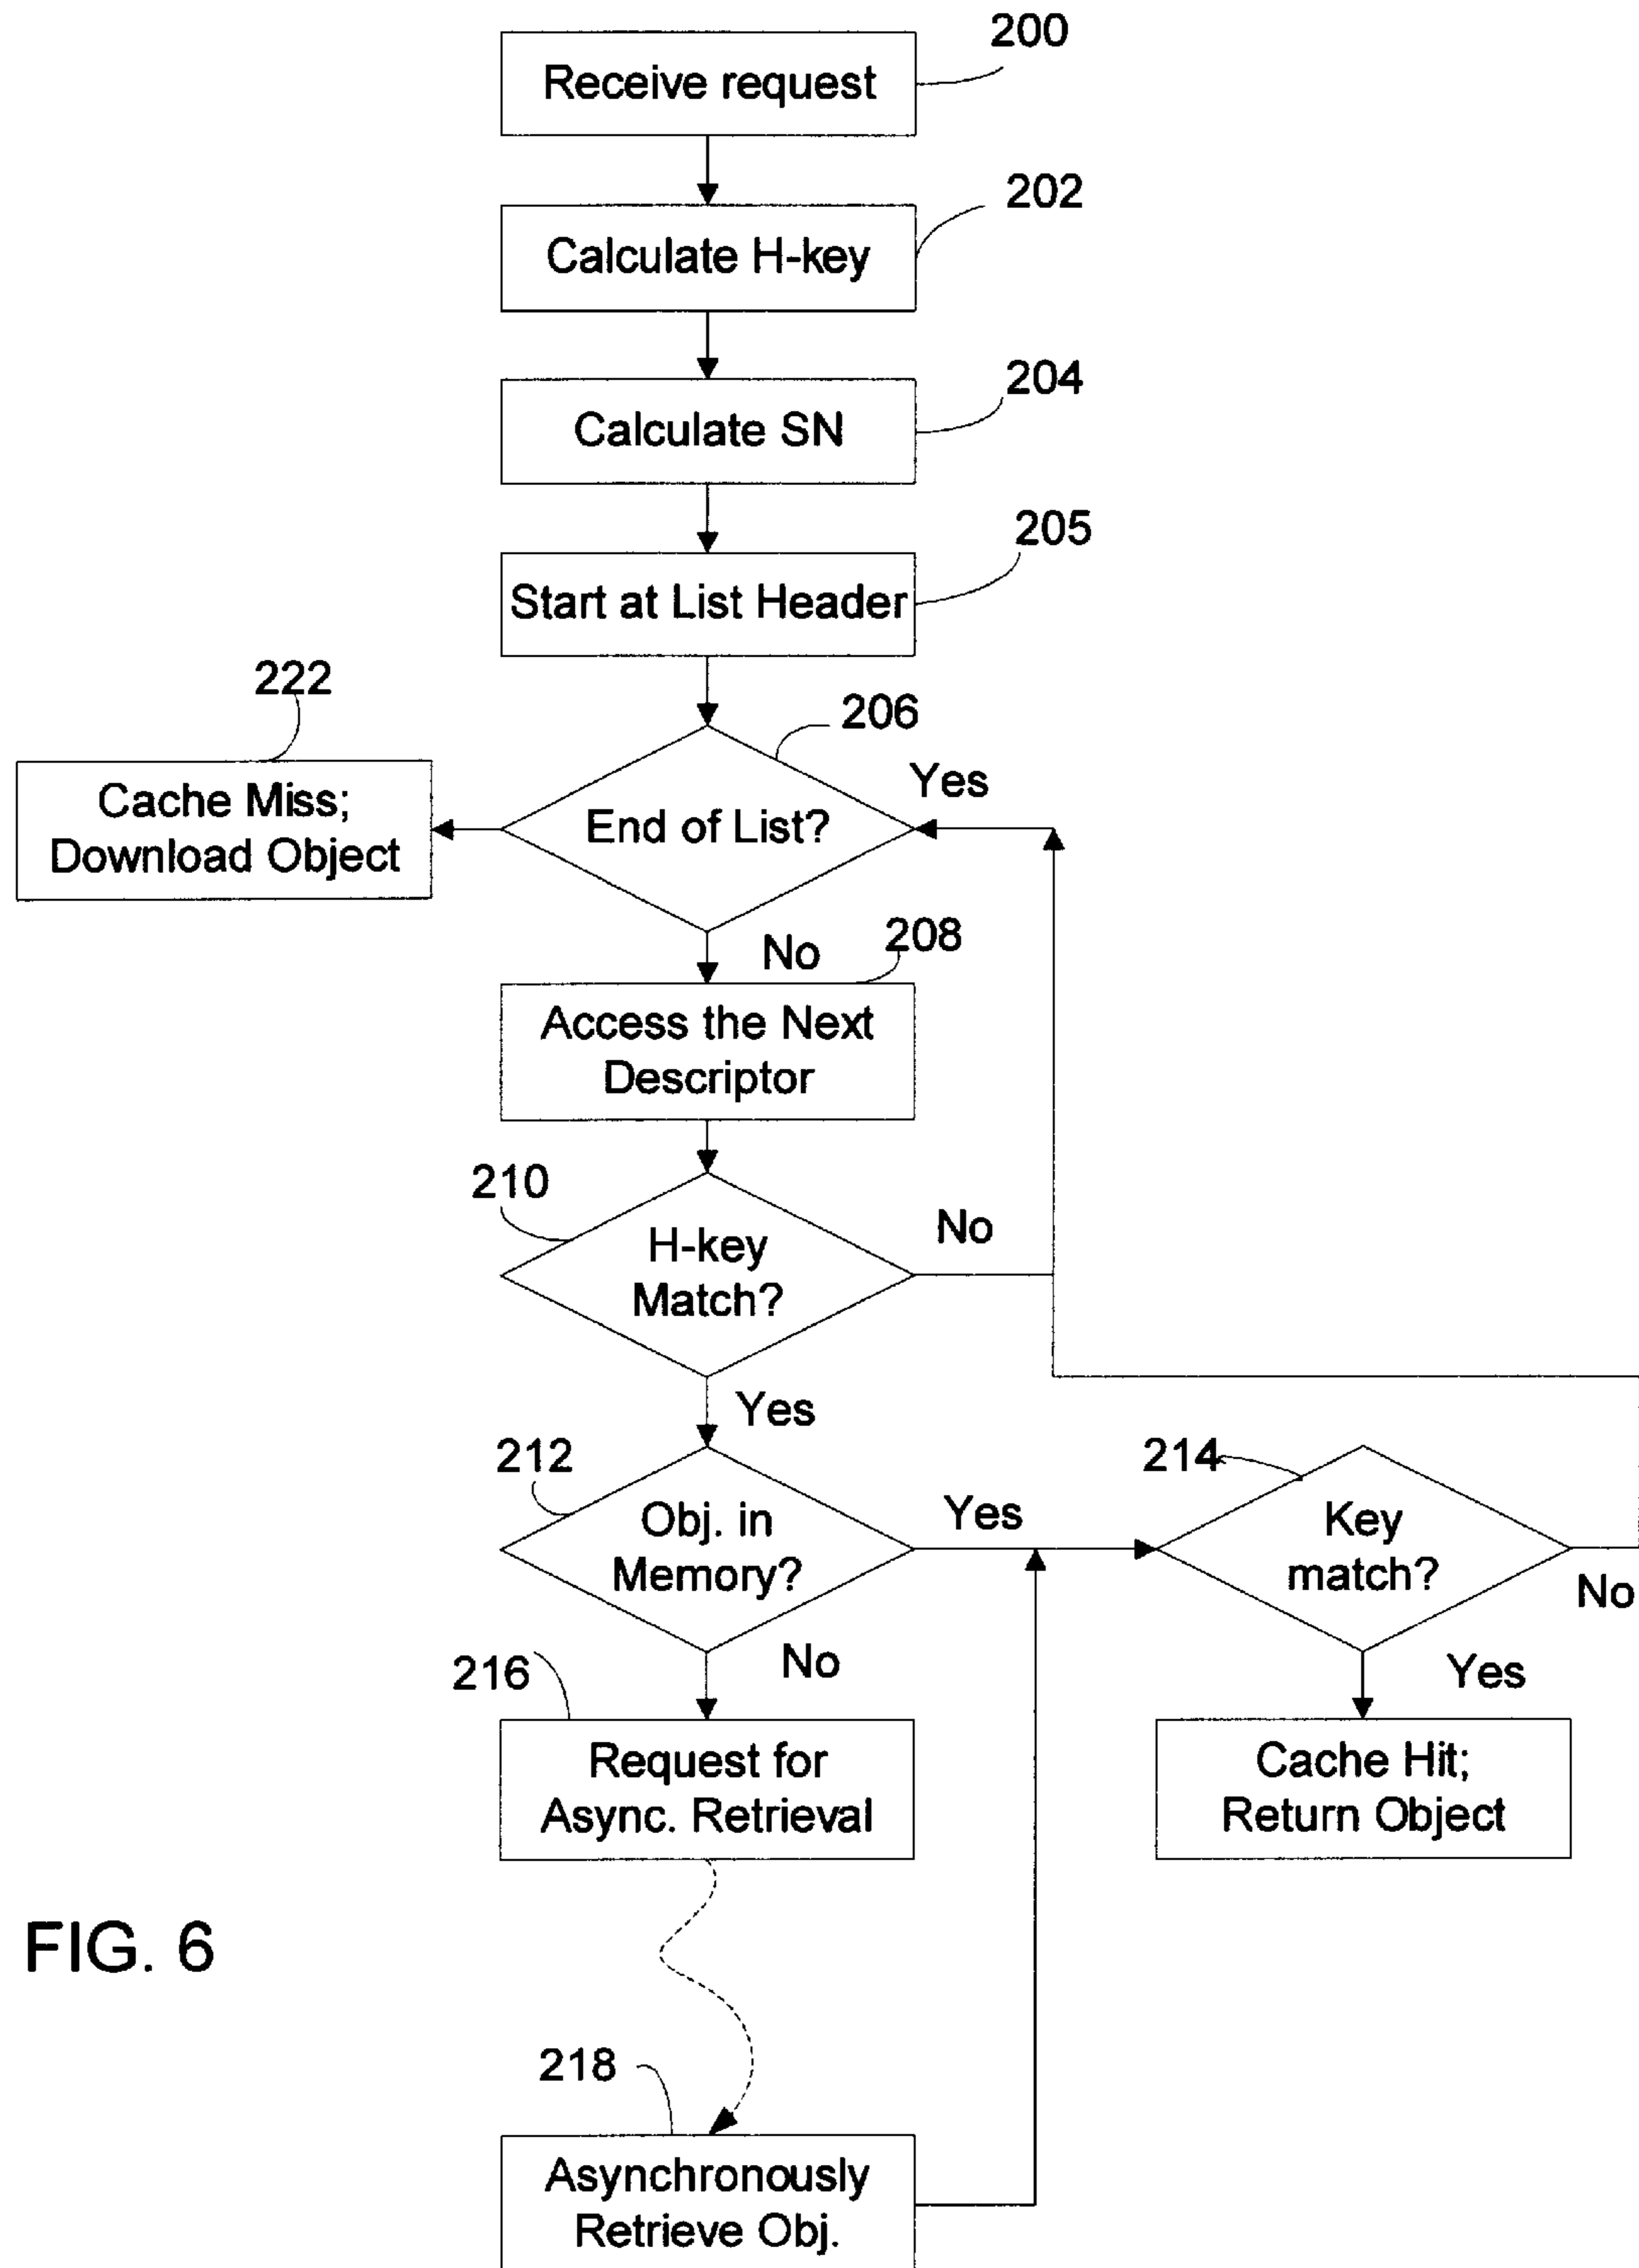 200
Receive request
202
Calculate H-key
204
Calculate SN
205
Start at List Header
222
206
Cache Miss;
Download Object
Yes
End of List?
208
No
Access the Next
Descriptor
210
No
H-key
Match?
Yes
212
214
Obj. in
Memory?
Yes
Key
match?
No
216
No
Yes
Request for
Async. Retrieval
Cache Hit;
Return Object
FIG. 6
218
Asynchronously
Retrieve Obj.